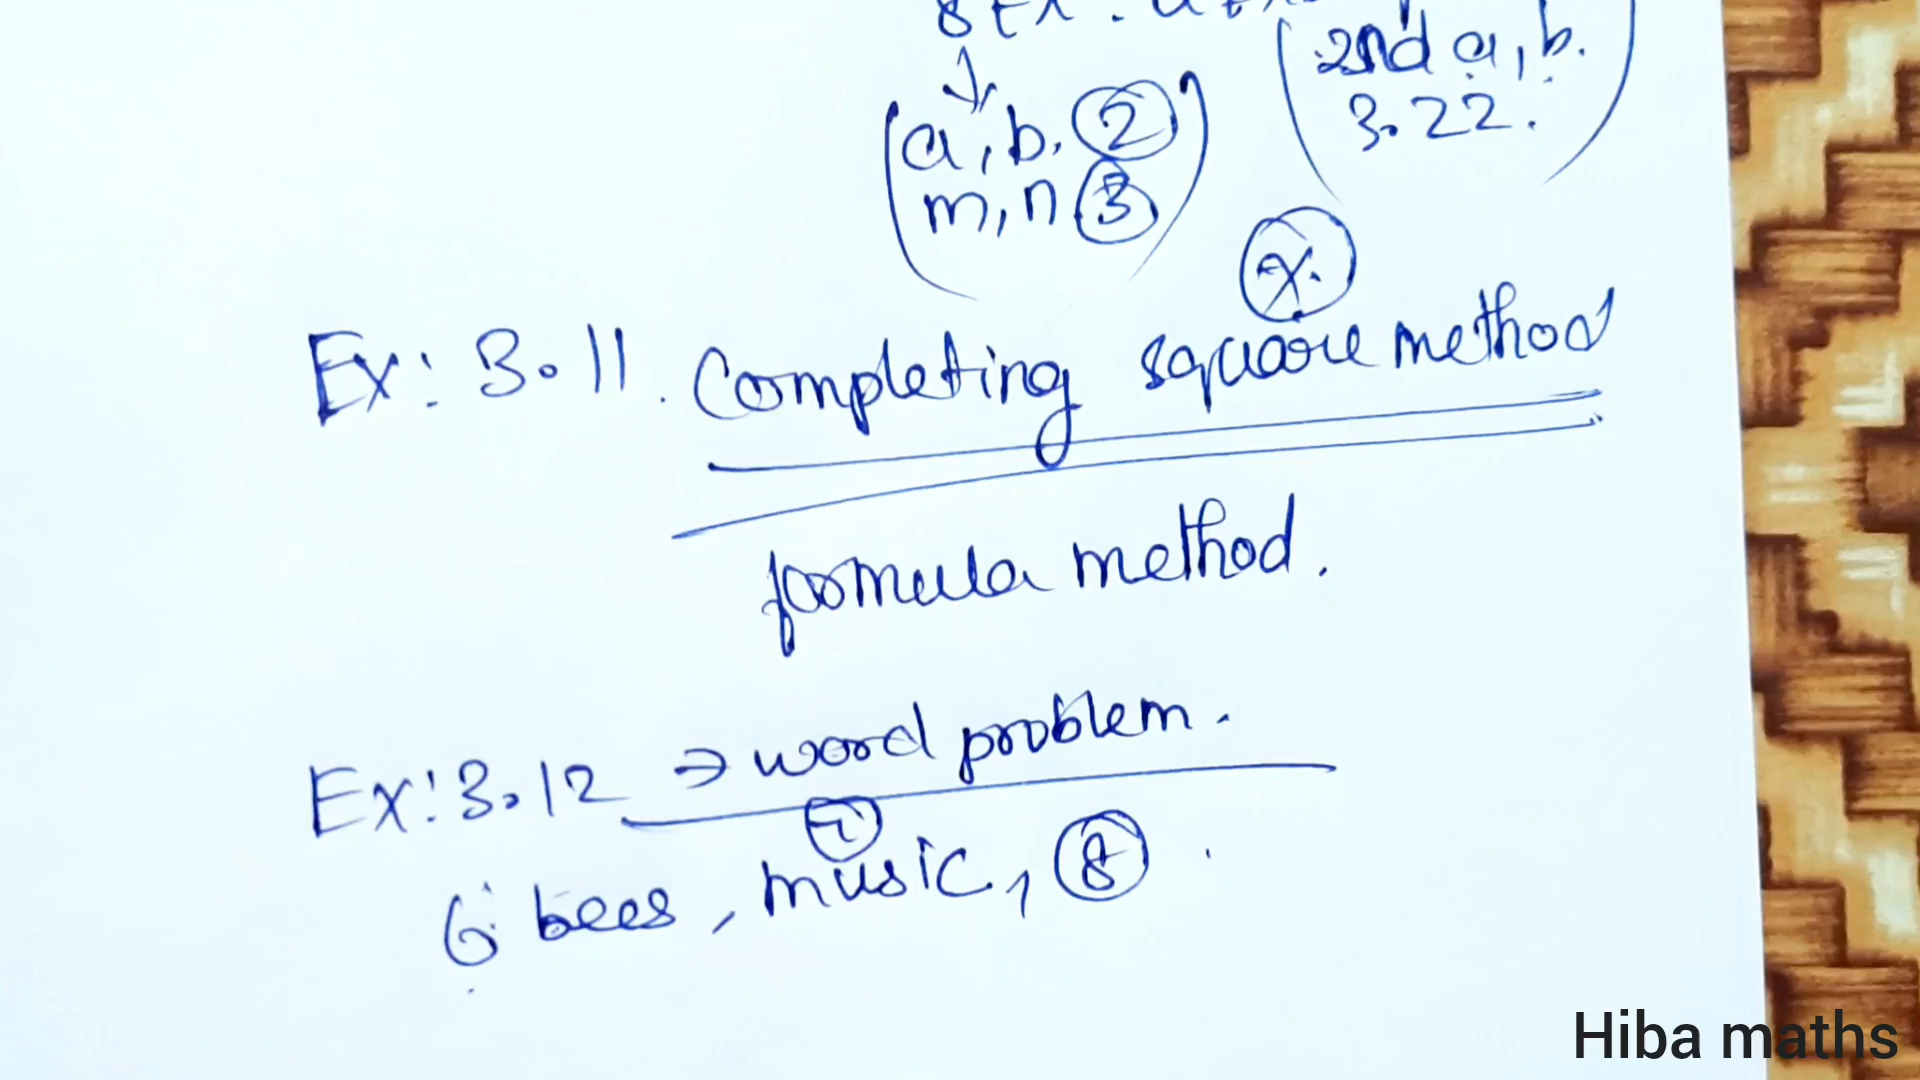 2nd a, b.
3.22.
a, b, 2
m, n 3
x.
Ex: 3.11. Completing square method
formula method.
Ex: 3.12 → word problem.
7
6 bees, music, 8
Hiba maths